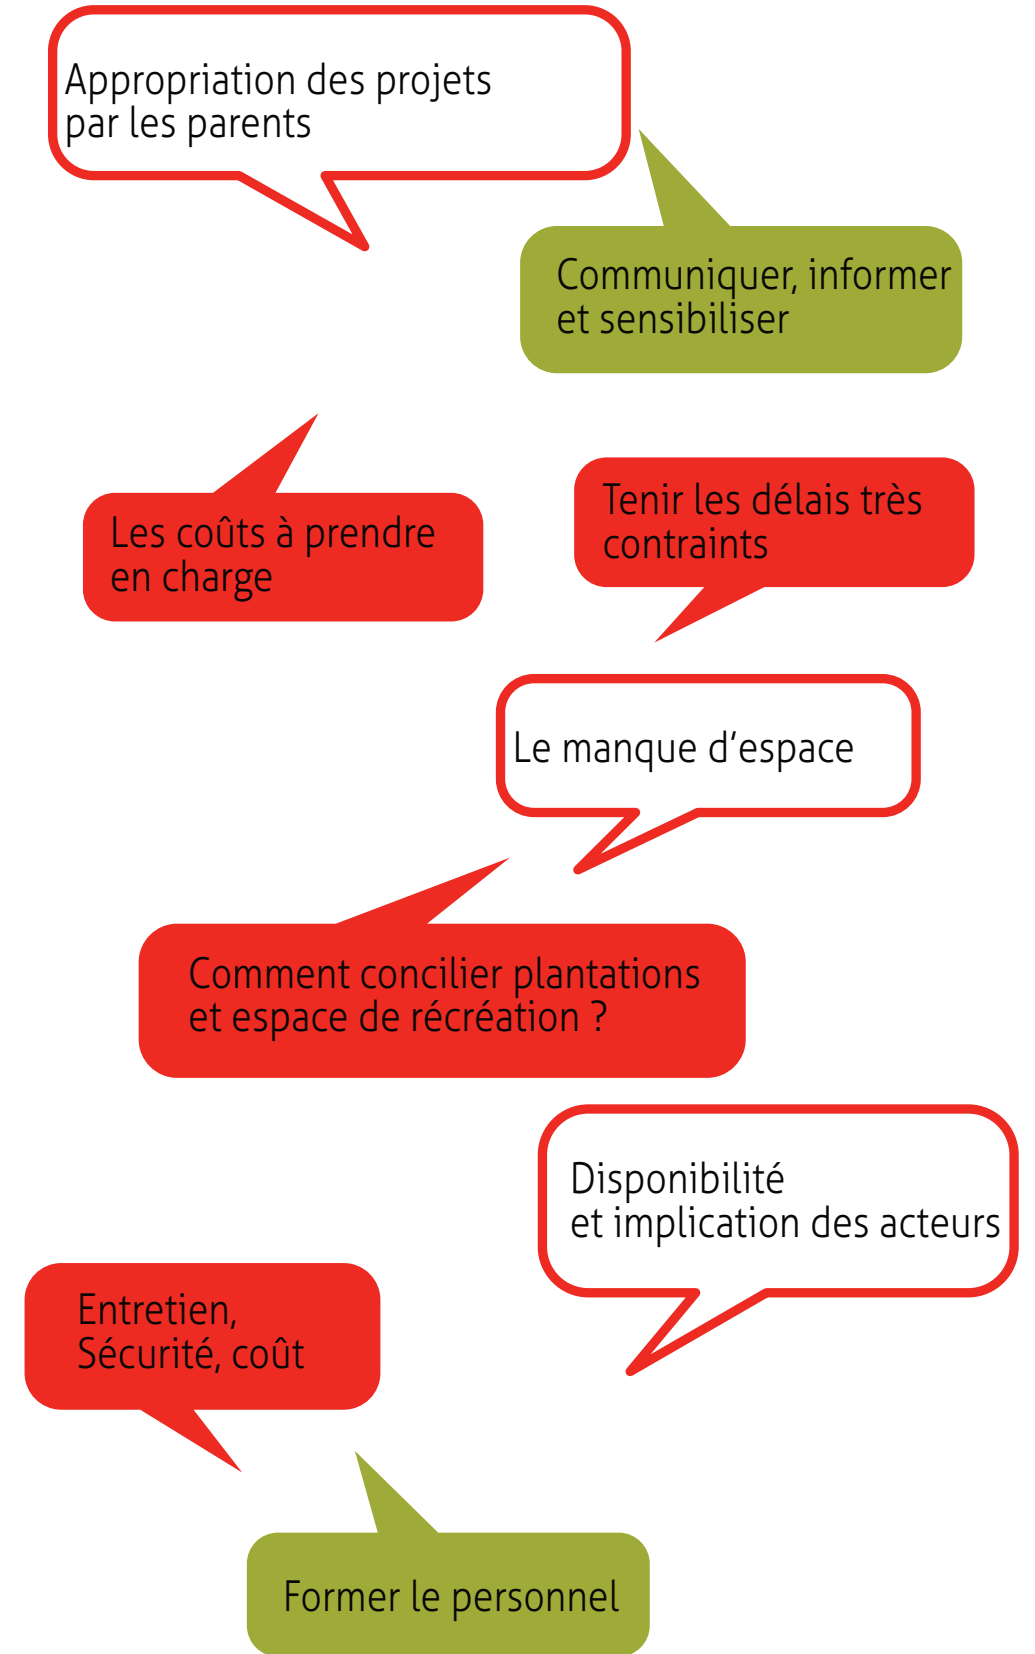 Appropriation des projets
par les parents
Communiquer, informer
et sensibiliser
Les coûts à prendre
en charge
Tenir les délais très
contraints
Le manque d’espace
Comment concilier plantations
et espace de récréation ?
Disponibilité
et implication des acteurs
Entretien,
Sécurité, coût
Former le personnel